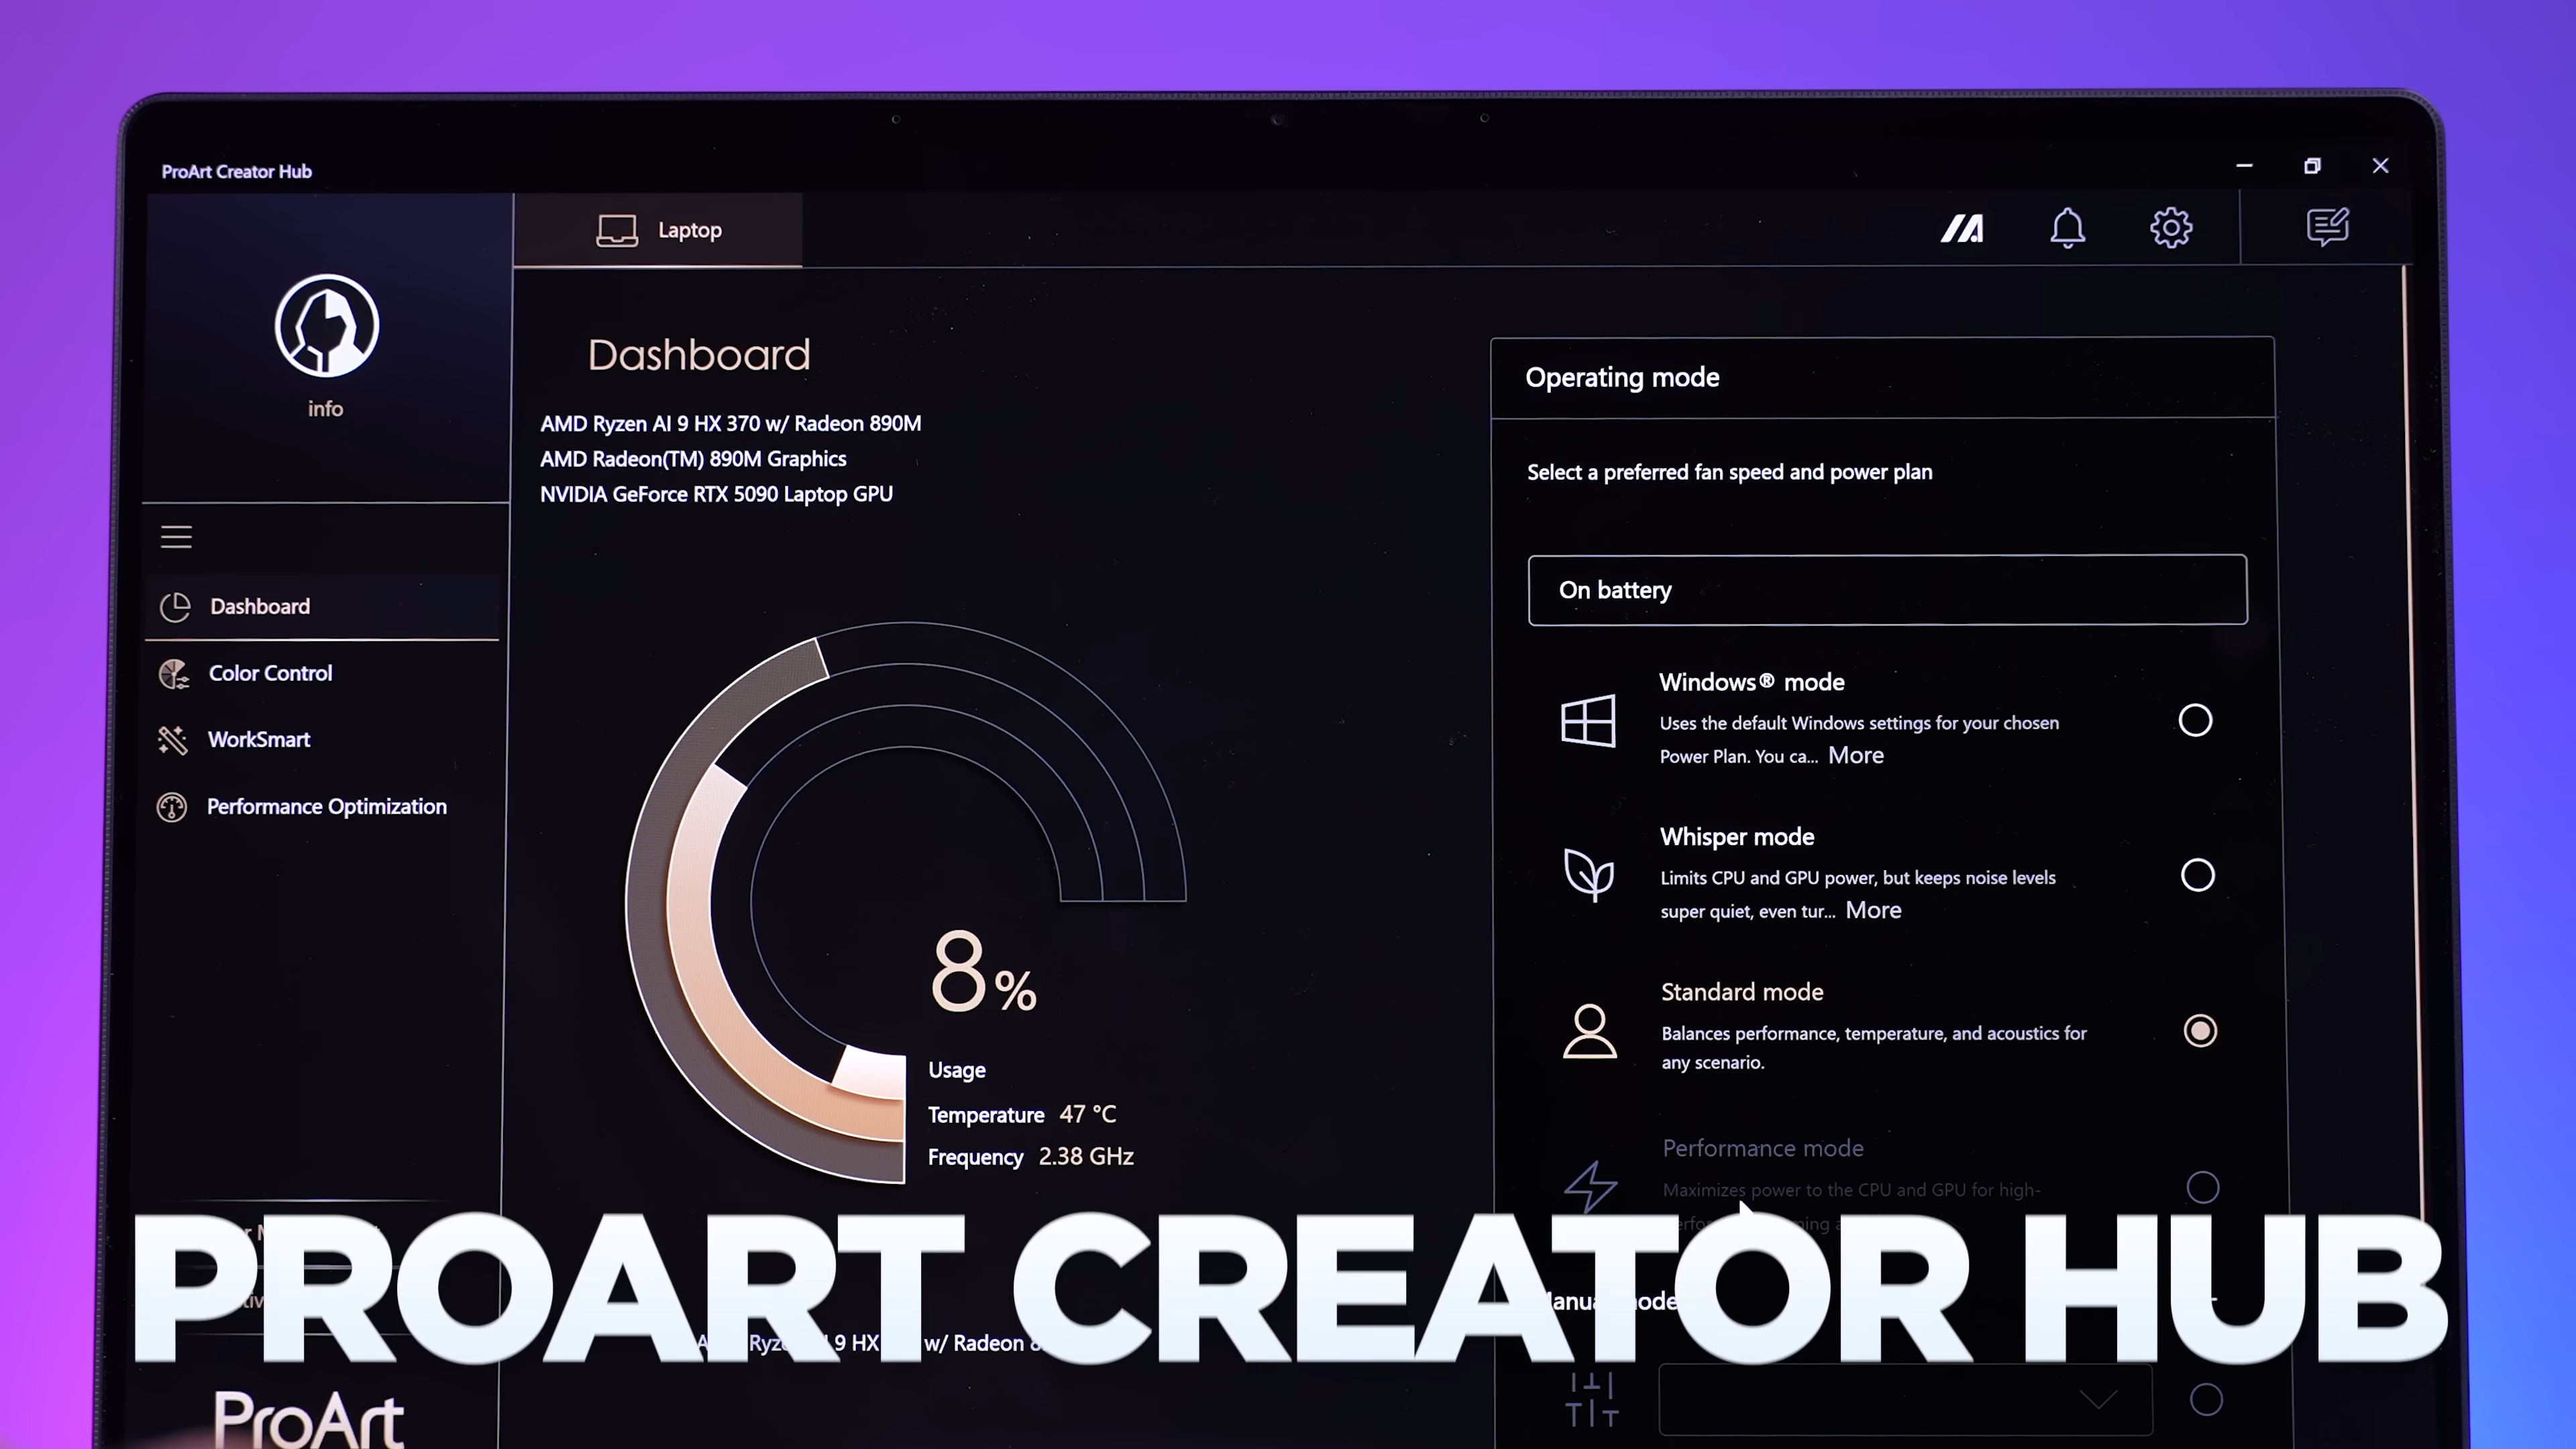 ProArt Creator Hub
Laptop
info
Dashboard
Color Control
WorkSmart
Performance Optimization
ProArt
Dashboard
AMD Ryzen AI 9 HX 370 w/ Radeon 890M
AMD Radeon(TM) 890M Graphics
NVIDIA GeForce RTX 5090 Laptop GPU
8%
Usage
Temperature 47 °C
Frequency 2.38 GHz
9 HX w/ Radeon
Operating mode
Select a preferred fan speed and power plan
On battery
Windows® mode
Uses the default Windows settings for your chosen
Power Plan. You ca... More
Whisper mode
Limits CPU and GPU power, but keeps noise levels
super quiet, even tur... More
Standard mode
Balances performance, temperature, and acoustics for
any scenario.
Performance mode
Maximizes power to the CPU and GPU for high-
PROART CREATOR HUB